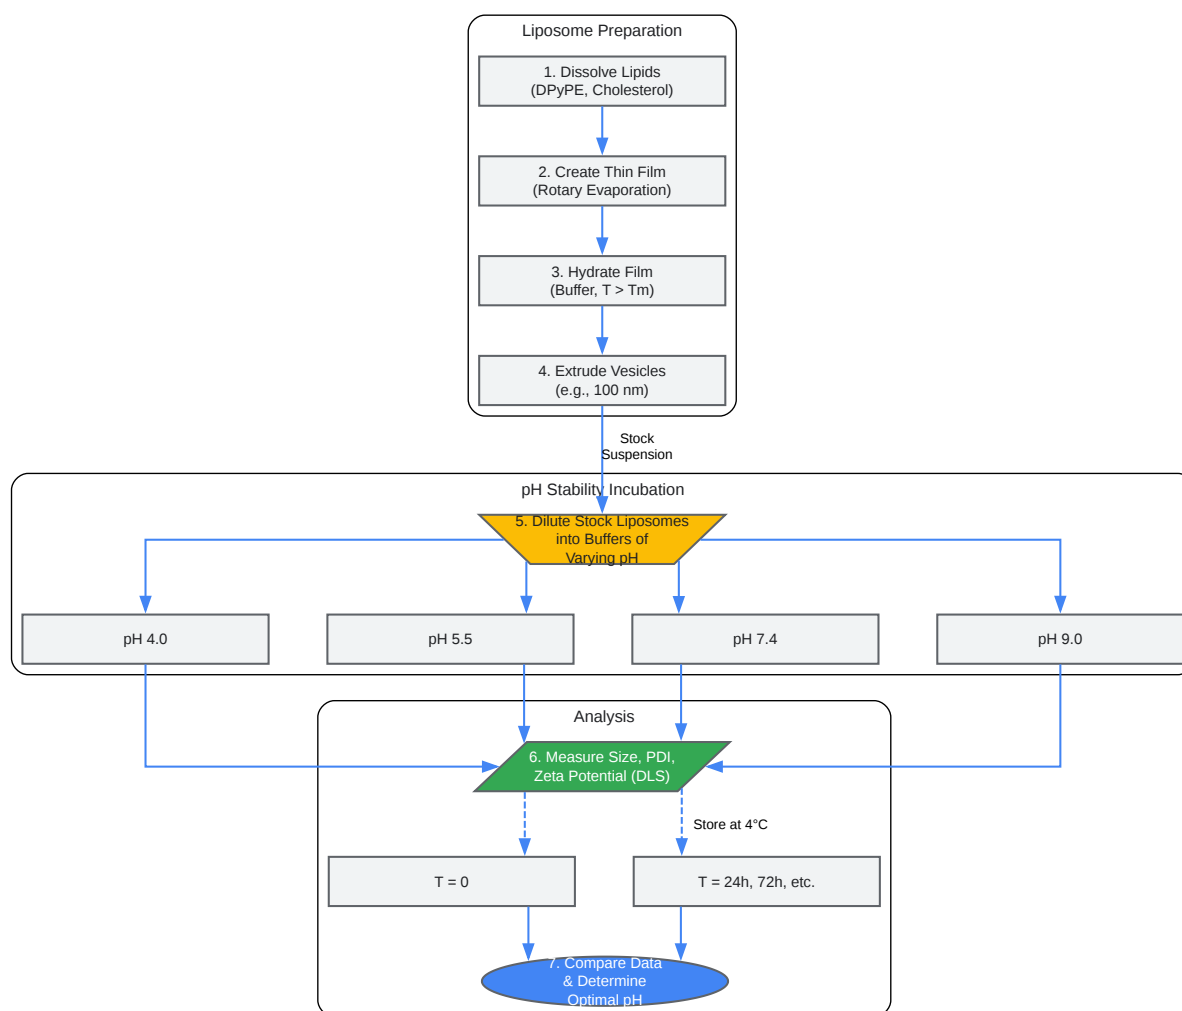 Liposome Preparation
1. Dissolve Lipids
(DPyPE, Cholesterol)
2. Create Thin Film
(Rotary Evaporation)
3. Hydrate Film
(Buffer, T > Tm)
4. Extrude Vesicles
(e.g., 100 nm)
Stock
Suspension
pH Stability Incubation
5. Dilute Stock Liposomes
into Buffers of
Varying pH
pH 4.0
pH 5.5
pH 7.4
pH 9.0
Analysis
6. Measure Size, PDI,
Zeta Potential (DLS)
Store at 4°C
T = 0
T = 24h, 72h, etc.
7. Compare Data
& Determine
Optimal pH